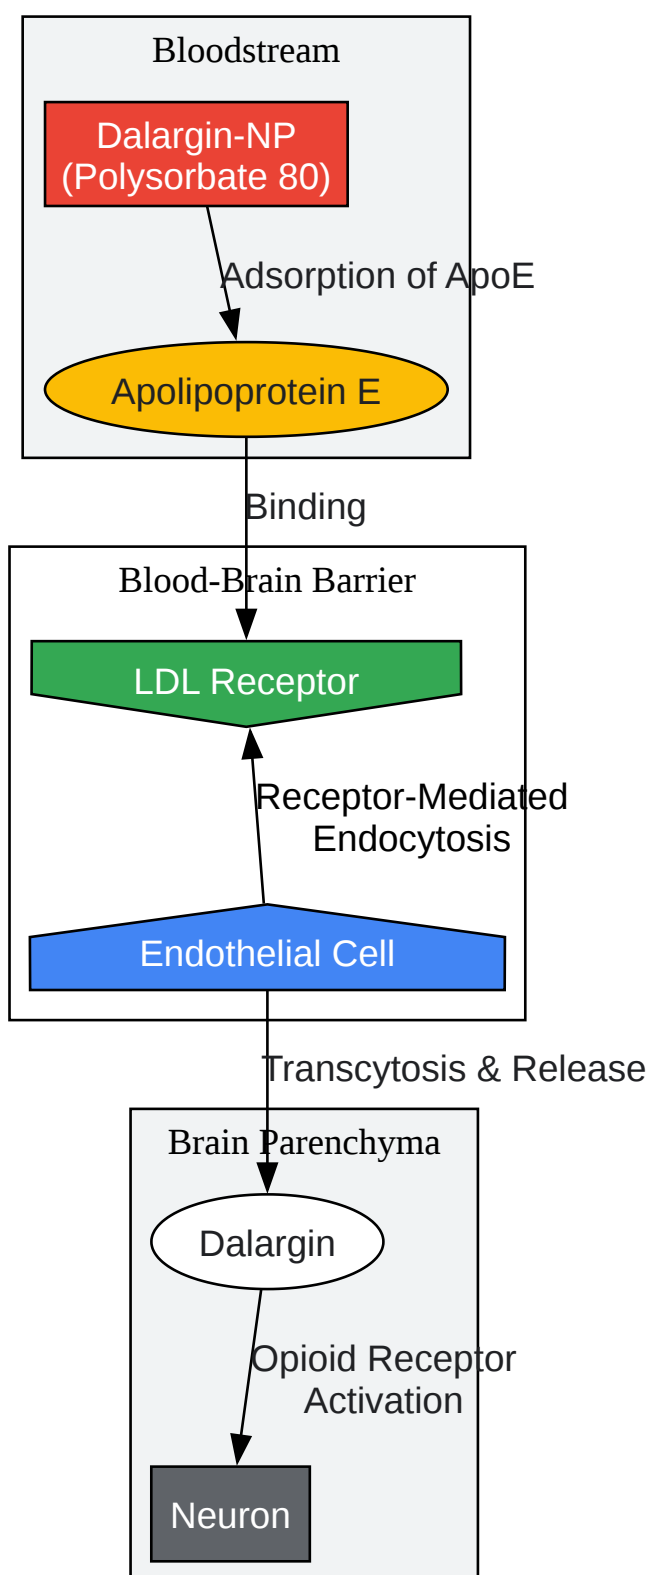 Bloodstream
Dalargin-NP
(Polysorbate 80)
Adsorption of ApoE
Apolipoprotein E
Binding
Blood-Brain Barrier
LDL Receptor
Receptor-Mediated
Endocytosis
Endothelial Cell
Transcytosis & Release
Brain Parenchyma
Dalargin
Opioid Receptor
Activation
Neuron